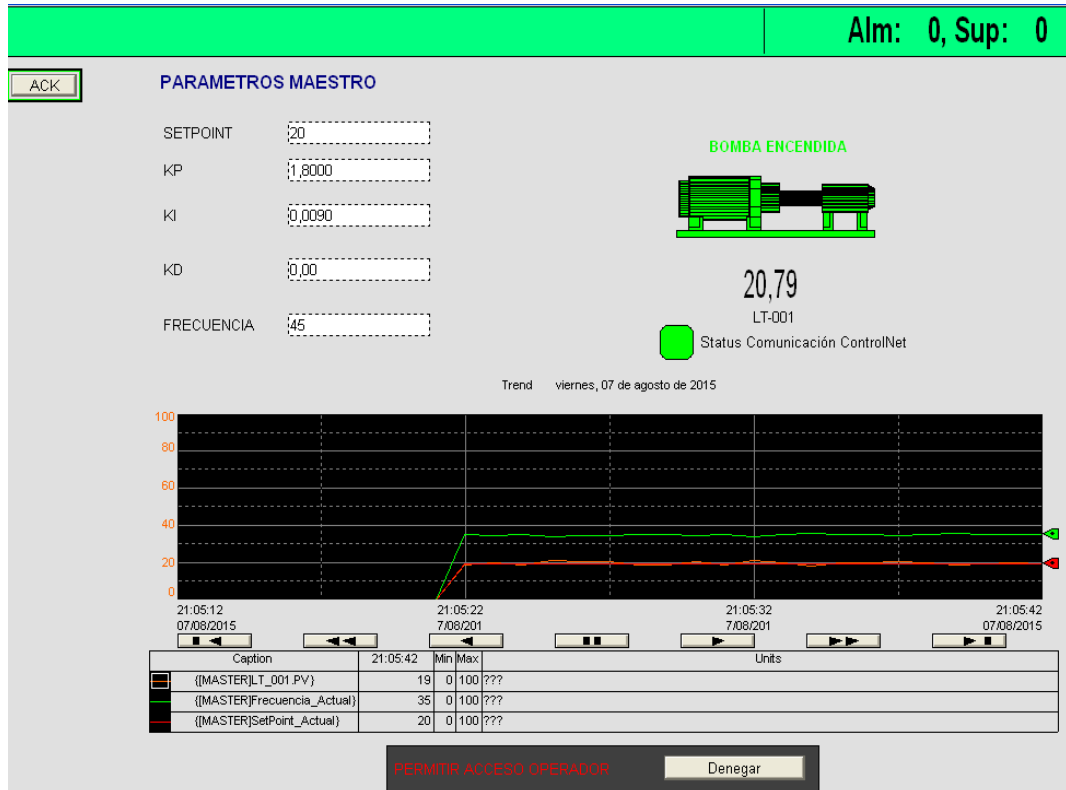 Alm: 0, Sup: 0
ACK
PARAMETROS MAESTRO
SETPOINT 20
KP 1,8000
KI 0,0090
KD 0,00
FRECUENCIA 45
BOMBA ENCENDIDA
20,79
LT-001
Status Comunicación ControlNet
Trend viernes, 07 de agosto de 2015
100
80
60
40
20
0
21:05:12 21:05:22 21:05:32 21:05:42
07/08/2015 7/08/201 7/08/201 07/08/2015
Caption 21:05:42 Min Max Units
{[MASTER]LT_001.PV} 19 0 100 ???
{[MASTER]Frecuencia_Actual} 35 0 100 ???
{[MASTER]SetPoint_Actual} 20 0 100 ???
PERMITIR ACCESO OPERADOR Denegar